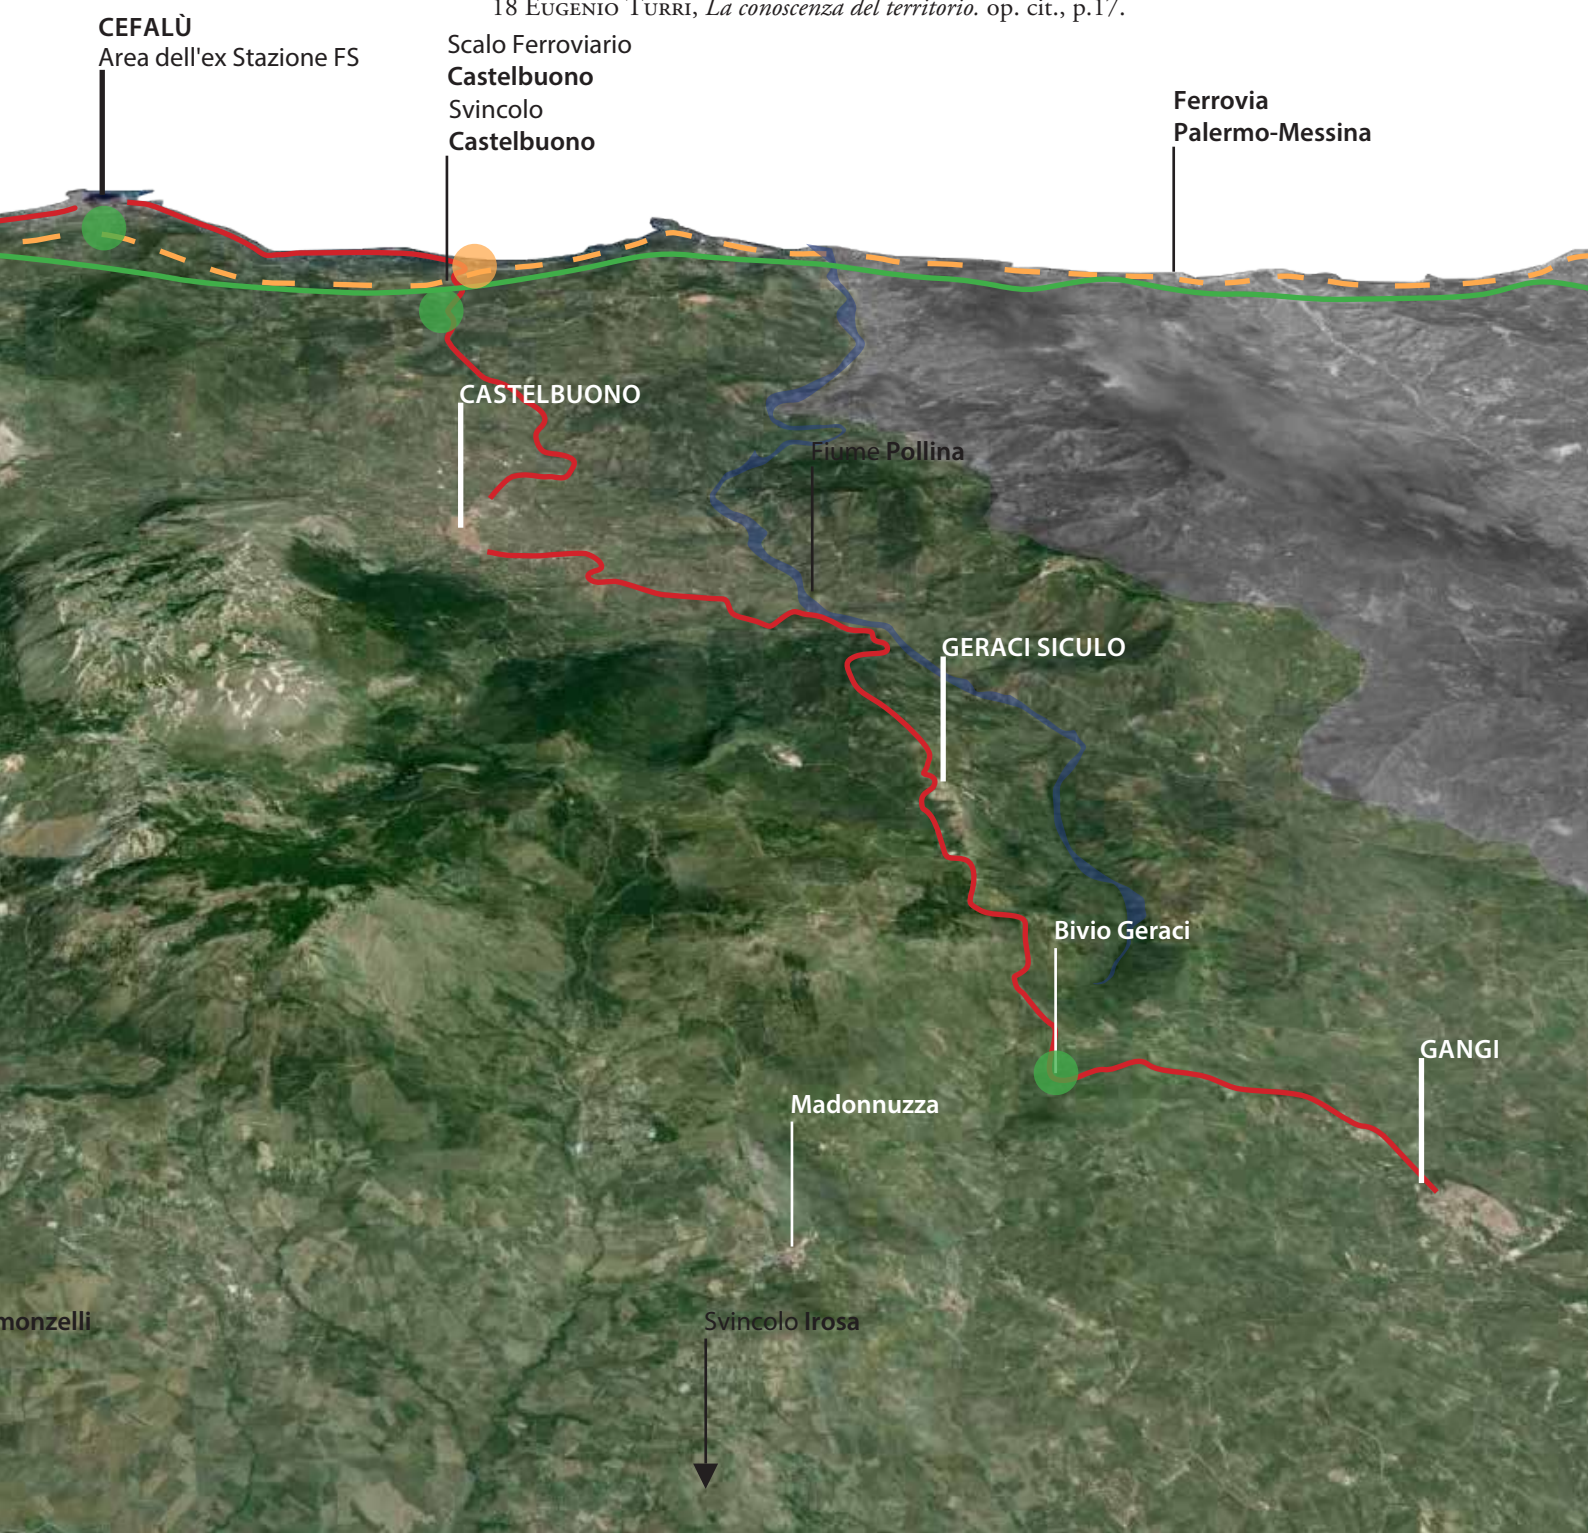 18 Eugenio Turri, La conoscenza del territorio. op. cit., p.17.
CEFALÙ
Area dell'ex Stazione FS
Scalo Ferroviario
Castelbuono
Svincolo
Castelbuono
Ferrovia
Palermo-Messina
CASTELBUONO
Fiume Pollina
GERACI SICULO
Bivio Geraci
GANGI
Madonnuzza
monzelli
Svincolo Irosa